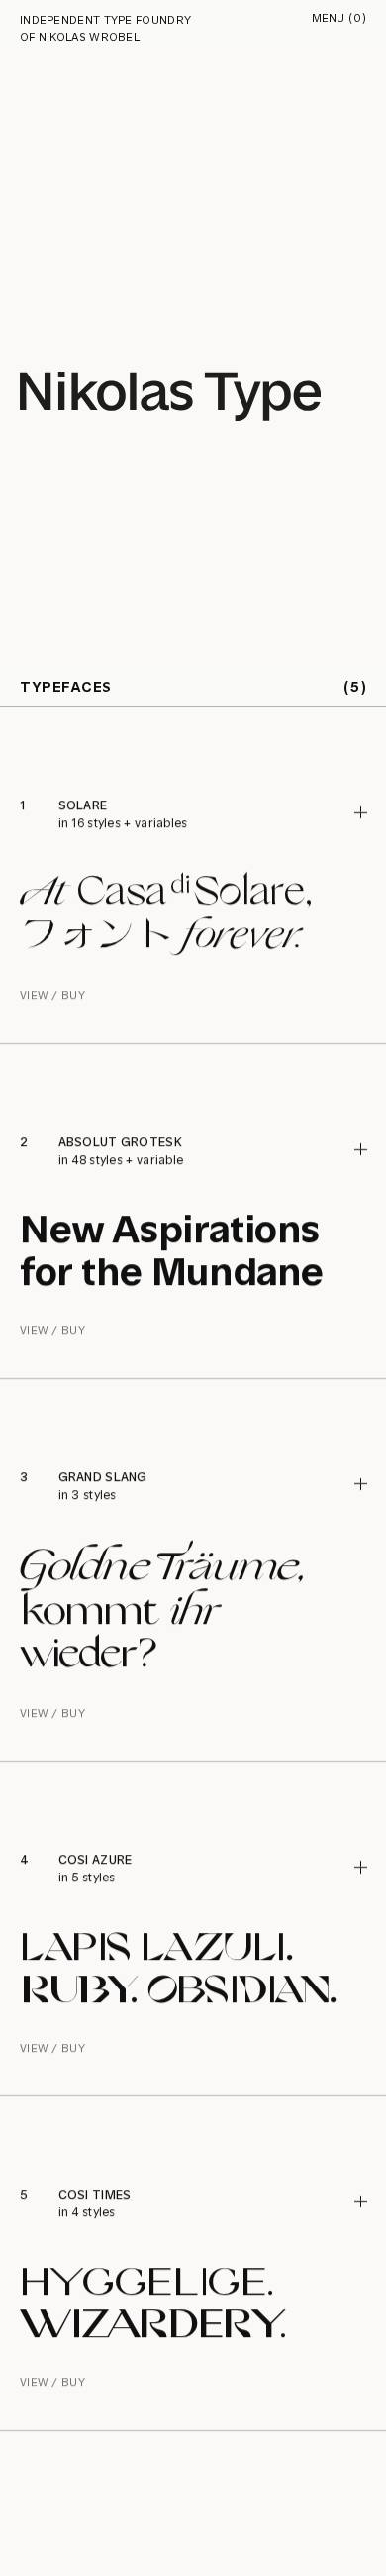 INDEPENDENT TYPE FOUNDRY
OF NIKOLAS WROBEL
MENU (0)
Nikolas Type
TYPEFACES (5)
1 SOLARE
in 16 styles + variables
At Casa di Solare,
フォント forever.
VIEW / BUY
2 ABSOLUT GROTESK
in 48 styles + variable
New Aspirations
for the Mundane
VIEW / BUY
3 GRAND SLANG
in 3 styles
Goldne Träume,
kommt ihr
wieder?
VIEW / BUY
4 COSI AZURE
in 5 styles
LAPIS LAZULI.
RUBY. OBSIDIAN.
VIEW / BUY
5 COSI TIMES
in 4 styles
HYGGELIGE.
WIZARDERY.
VIEW / BUY